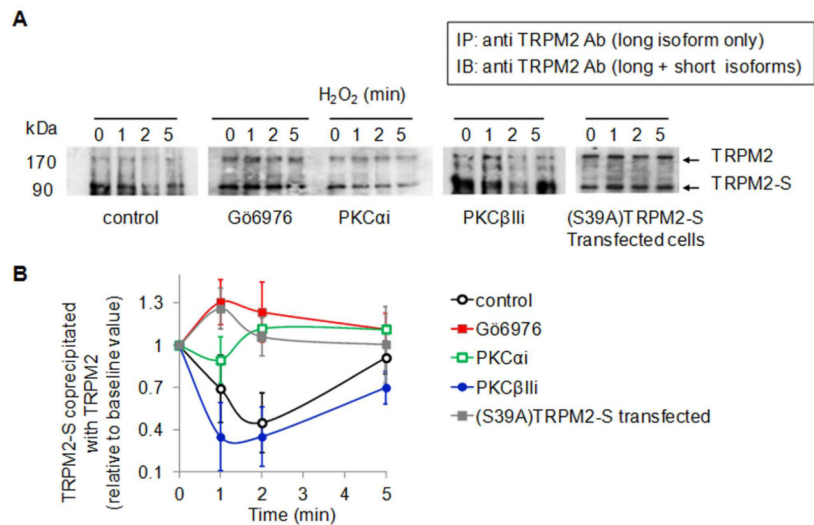 A
IP: anti TRPM2 Ab (long isoform only)
IB: anti TRPM2 Ab (long + short isoforms)
H2O2 (min)
kDa
0 1 2 5 0 1 2 5 0 1 2 5 0 1 2 5 0 1 2 5
170
TRPM2
90
TRPM2-S
control Gö6976 PKCαi PKCβIIi (S39A)TRPM2-S
Transfected cells
B
TRPM2-S coprecipitated
with TRPM2
(relative to baseline value)
1.3
1
0.7
0.4
0.1
0 1 2 3 4 5
Time (min)
control
Gö6976
PKCαi
PKCβIIi
(S39A)TRPM2-S transfected